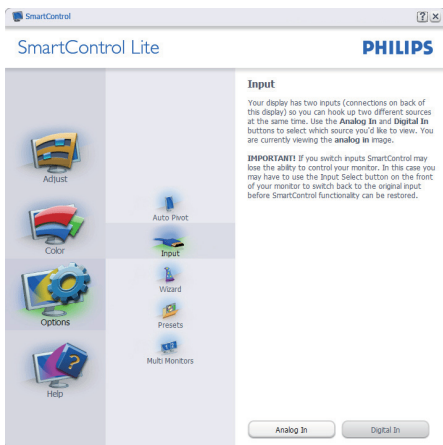 SmartControl
SmartControl Lite
PHILIPS
Adjust
Color
Options
Help
Auto Pivot
Input
Wizard
Presets
Multi Monitors
Input
Your display has two inputs (connections on back of
this display) so you can hook up two different sources
at the same time. Use the Analog In and Digital In
buttons to select which source you'd like to view. You
are currently viewing the analog in image.
IMPORTANT! If you switch inputs SmartControl may
lose the ability to control your monitor. In this case you
may have to use the Input Select button on the front
of your monitor to switch back to the original input
before SmartControl functionality can be restored.
Analog In
Digital In